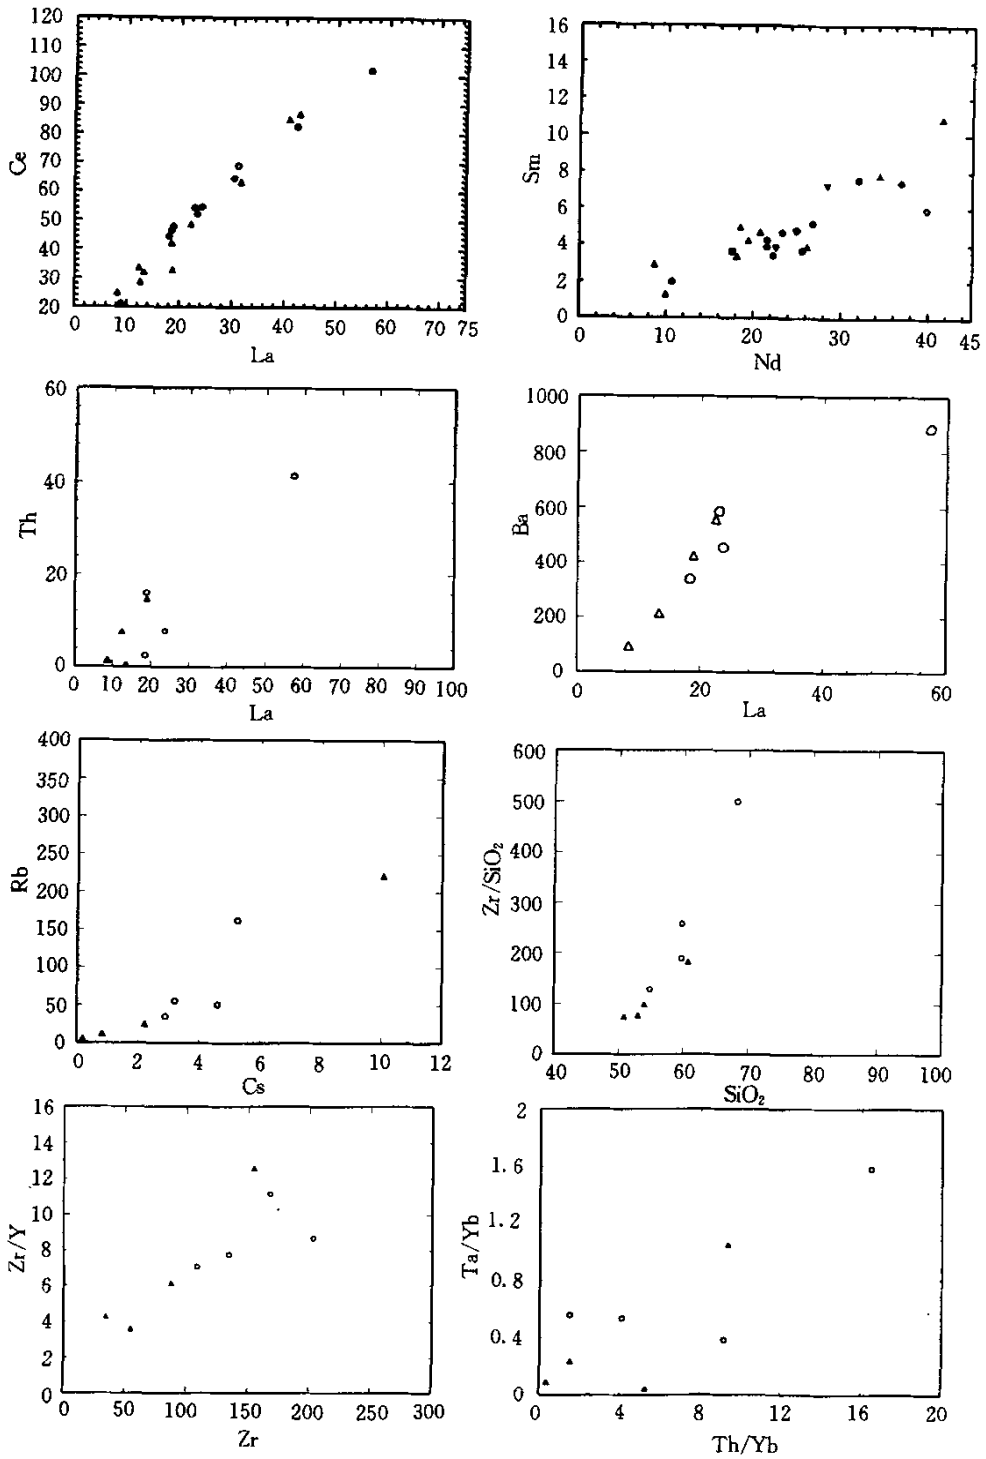 120
110
100
90
80
70
60
50
40
30
20
Ce
0 10 20 30 40 50 60 70 75
La
16
14
12
10
8
6
4
2
0
Sm
0 10 20 30 40 45
Nd
60
40
20
0
Th
0 10 20 30 40 50 60 70 80 90 100
La
1000
800
600
400
200
0
Ba
0 20 40 60
La
400
350
300
250
200
150
100
50
0
Rb
0 2 4 6 8 10 12
Cs
600
500
400
300
200
100
0
Zr/SiO₂
40 50 60 70 80 90 100
SiO₂
16
14
12
10
8
6
4
2
0
Zr/Y
0 50 100 150 200 250 300
Zr
2
1.6
1.2
0.8
0.4
0
Ta/Yb
0 4 8 12 16 20
Th/Yb